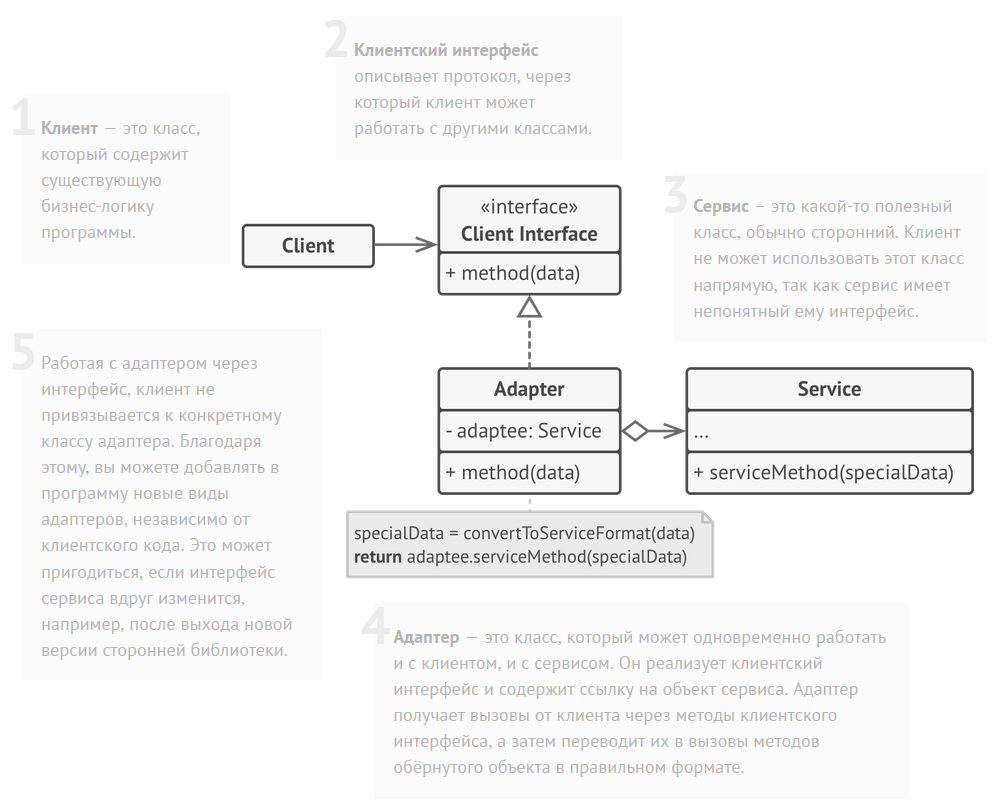 1
Клиент — это класс,
который содержит
существующую
бизнес-логику
программы.
2
Клиентский интерфейс
описывает протокол, через
который клиент может
работать с другими классами.
3
Сервис – это какой-то полезный
класс, обычно сторонний. Клиент
не может использовать этот класс
напрямую, так как сервис имеет
непонятный ему интерфейс.
Client
«interface»
Client Interface
+ method(data)
Adapter
- adaptee: Service
+ method(data)
Service
...
+ serviceMethod(specialData)
specialData = convertToServiceFormat(data)
return adaptee.serviceMethod(specialData)
5
Работая с адаптером через
интерфейс, клиент не
привязывается к конкретному
классу адаптера. Благодаря
этому, вы можете добавлять в
программу новые виды
адаптеров, независимо от
клиентского кода. Это может
пригодиться, если интерфейс
сервиса вдруг изменится,
например, после выхода новой
версии сторонней библиотеки.
4
Адаптер — это класс, который может одновременно работать
и с клиентом, и с сервисом. Он реализует клиентский
интерфейс и содержит ссылку на объект сервиса. Адаптер
получает вызовы от клиента через методы клиентского
интерфейса, а затем переводит их в вызовы методов
обёрнутого объекта в правильном формате.